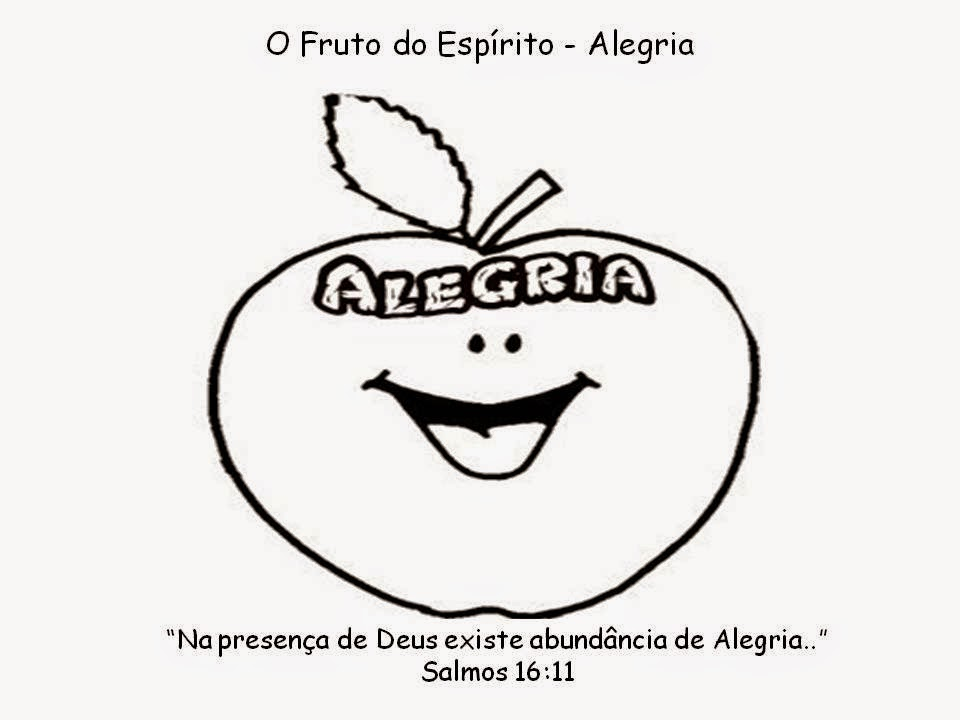 O Fruto do Espírito - Alegria
ALEGRIA
“Na presença de Deus existe abundância de Alegria..”
Salmos 16:11